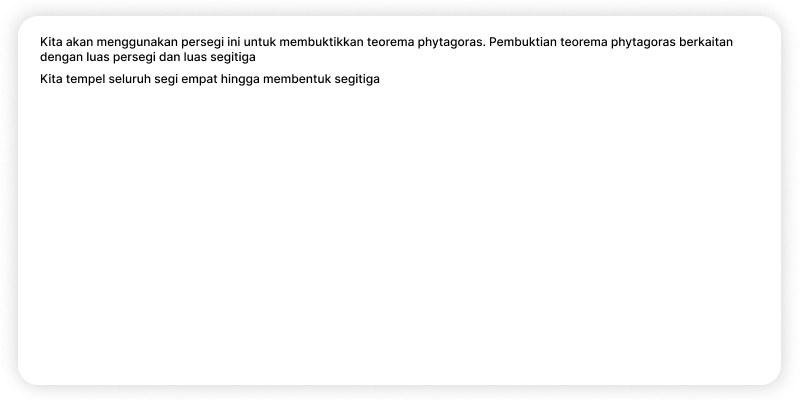 Kita akan menggunakan persegi ini untuk membuktikkan teorema phytagoras. Pembuktian teorema phytagoras berkaitan
dengan luas persegi dan luas segitiga
Kita tempel seluruh segi empat hingga membentuk segitiga